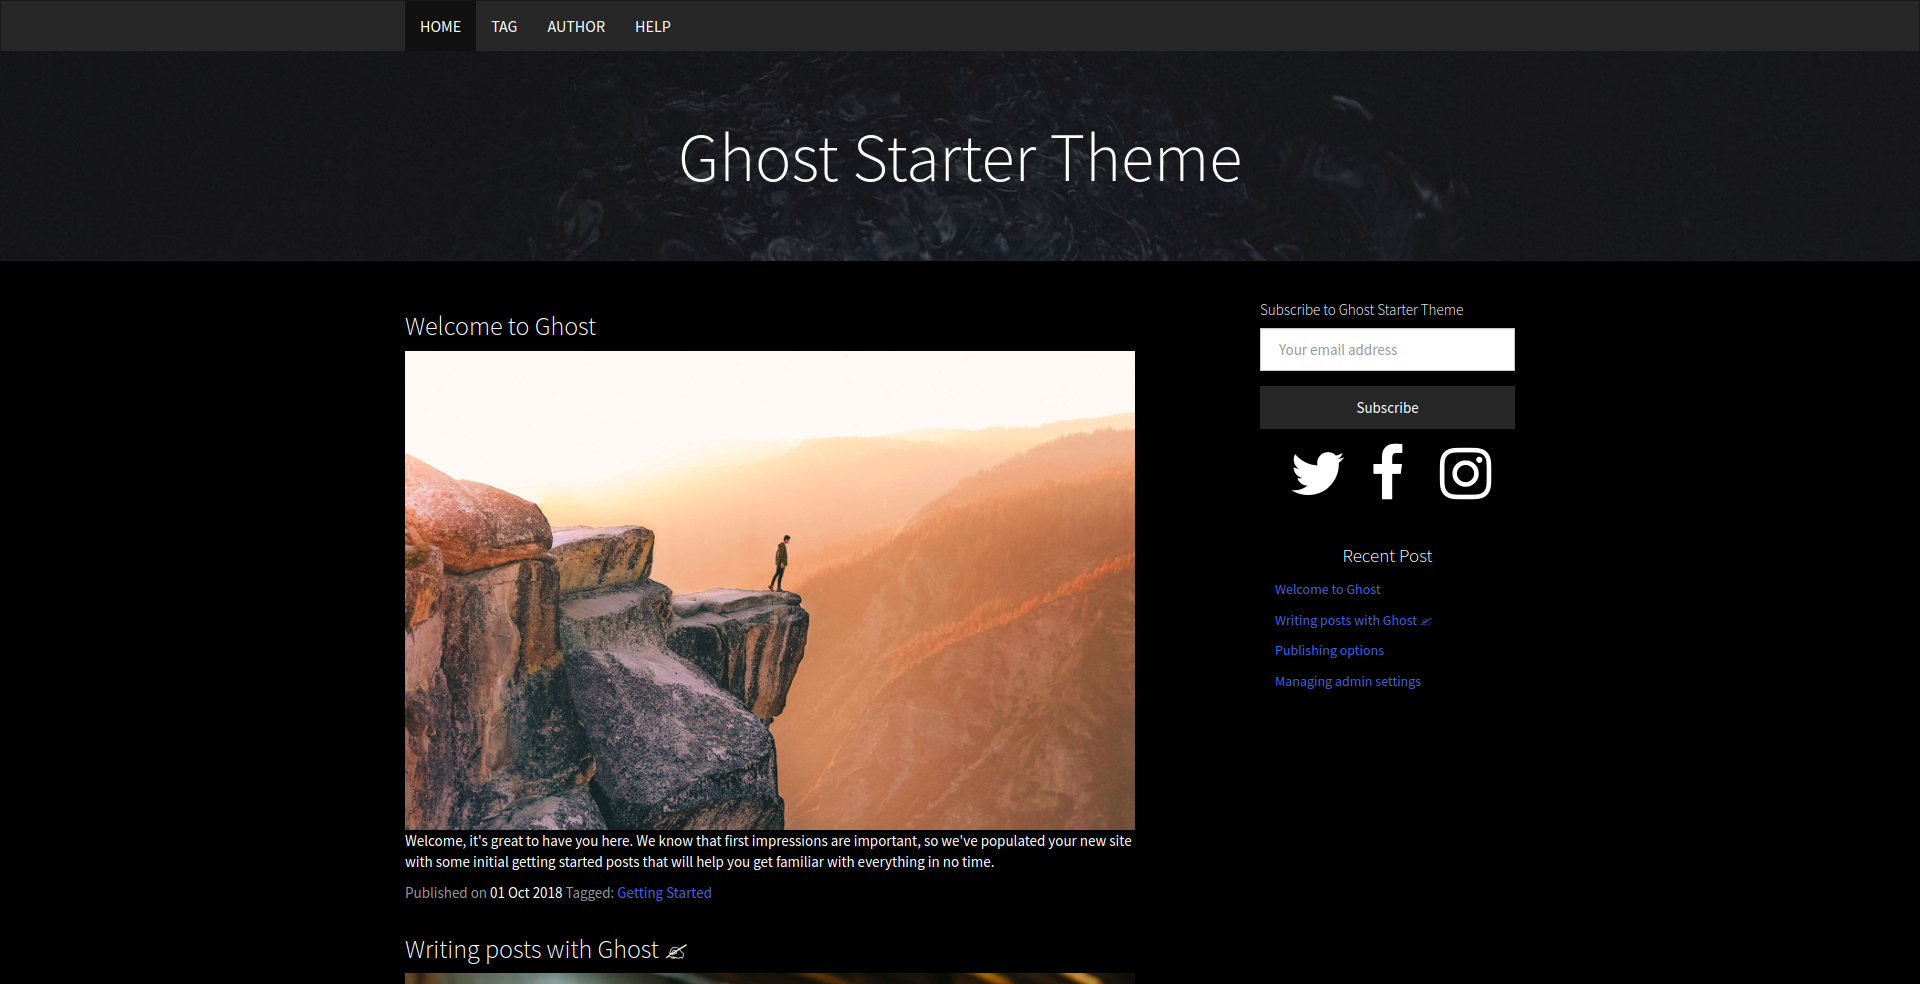 HOME TAG AUTHOR HELP
Ghost Starter Theme
Welcome to Ghost
Welcome, it's great to have you here. We know that first impressions are important, so we've populated your new site
with some initial getting started posts that will help you get familiar with everything in no time.
Published on 01 Oct 2018 Tagged: Getting Started
Writing posts with Ghost ✍
Subscribe to Ghost Starter Theme
Your email address
Subscribe
Recent Post
Welcome to Ghost
Writing posts with Ghost ✍
Publishing options
Managing admin settings